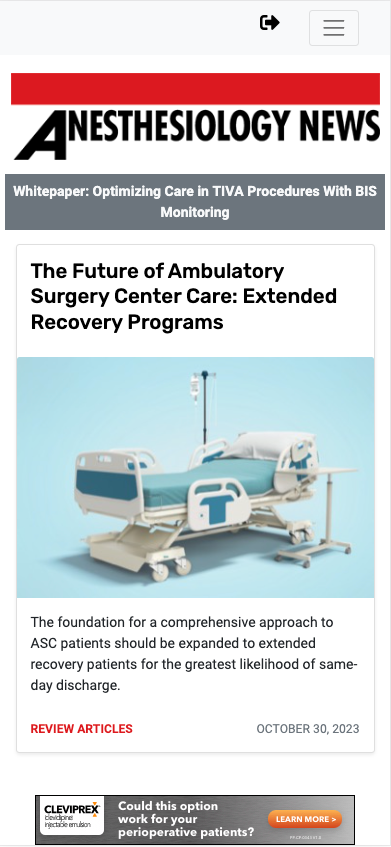 ANESTHESIOLOGY NEWS
Whitepaper: Optimizing Care in TIVA Procedures With BIS
Monitoring
The Future of Ambulatory
Surgery Center Care: Extended
Recovery Programs
The foundation for a comprehensive approach to
ASC patients should be expanded to extended
recovery patients for the greatest likelihood of same-
day discharge.
REVIEW ARTICLES OCTOBER 30, 2023
CLEVIPREX
clevidipine
injectable emulsion
Could this option
work for your
perioperative patients?
LEARN MORE >